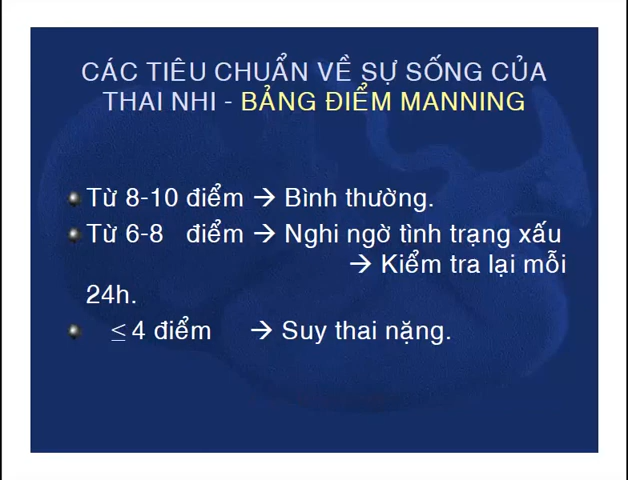 CÁC TIÊU CHUẨN VỀ SỰ SỐNG CỦA
THAI NHI - BẢNG ĐIỂM MANNING
Từ 8-10 điểm → Bình thường.
Từ 6-8 điểm → Nghi ngờ tình trạng xấu
→ Kiểm tra lại mỗi
24h.
≤ 4 điểm → Suy thai nặng.